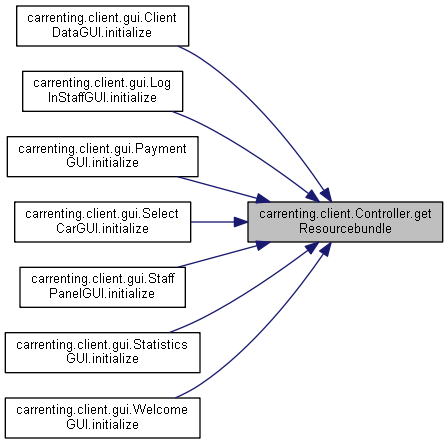 carrenting.client.gui.Client
DataGUI.initialize
carrenting.client.gui.Log
InStaffGUI.initialize
carrenting.client.gui.Payment
GUI.initialize
carrenting.client.gui.Select
CarGUI.initialize
carrenting.client.gui.Staff
PanelGUI.initialize
carrenting.client.gui.Statistics
GUI.initialize
carrenting.client.gui.Welcome
GUI.initialize
carrenting.client.Controller.get
Resourcebundle